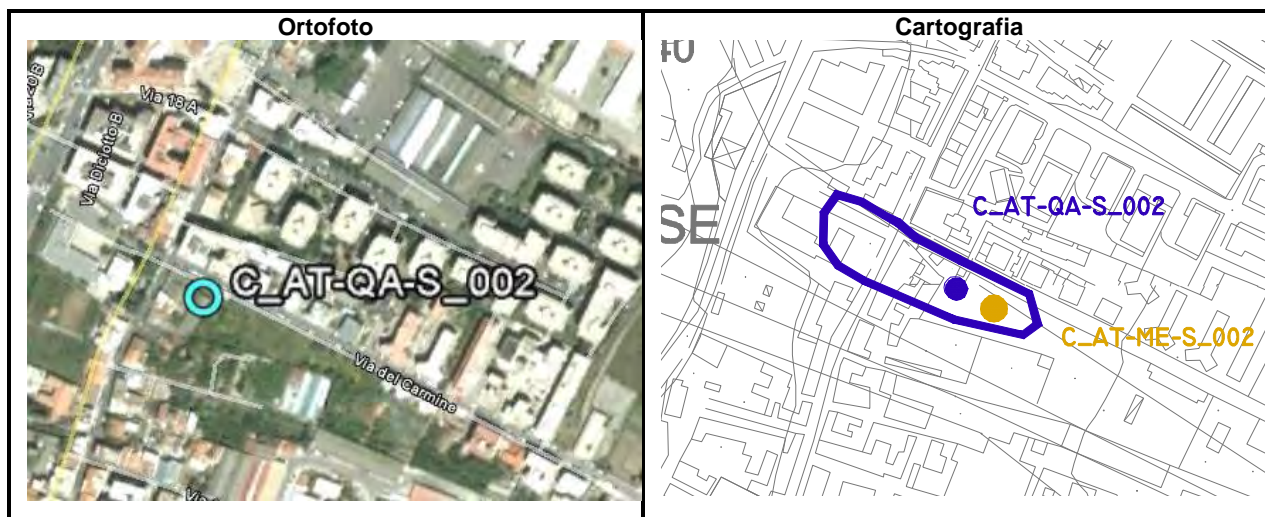 Ortofoto
Cartografia
Via 18 A
Via Diciotto B
C_AT-QA-S_002
Via del Carmine
SE
C_AT-QA-S_002
C_AT-ME-S_002